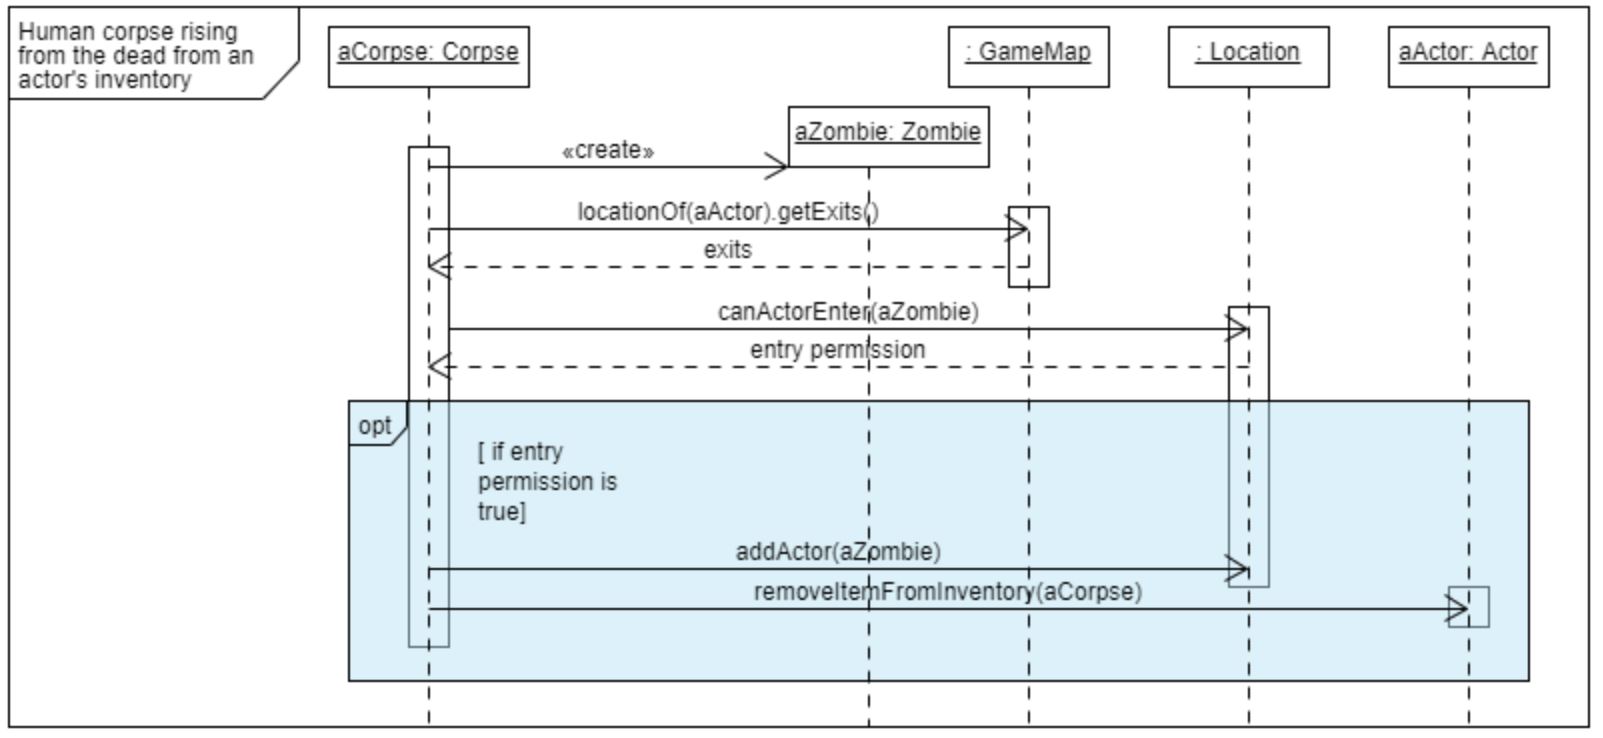 Human corpse rising
from the dead from an
actor's inventory
aCorpse: Corpse
: GameMap
: Location
aActor: Actor
aZombie: Zombie
«create»
locationOf(aActor).getExits()
exits
canActorEnter(aZombie)
entry permission
opt
[ if entry
permission is
true]
addActor(aZombie)
removeItemFromInventory(aCorpse)